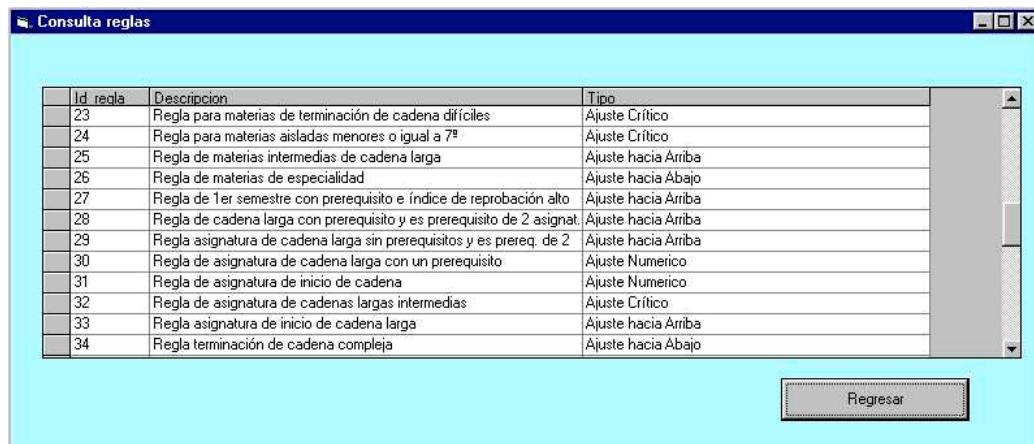 Consulta reglas
Id_regla Descripcion Tipo
23 Regla para materias de terminación de cadena difíciles Ajuste Crítico
24 Regla para materias aisladas menores o igual a 7ª Ajuste Crítico
25 Regla de materias intermedias de cadena larga Ajuste hacia Arriba
26 Regla de materias de especialidad Ajuste hacia Abajo
27 Regla de 1er semestre con prerequisito e índice de reprobación alto Ajuste hacia Arriba
28 Regla de cadena larga con prerequisito y es prerequisito de 2 asignat. Ajuste hacia Arriba
29 Regla asignatura de cadena larga sin prerequisitos y es prereq. de 2 Ajuste hacia Arriba
30 Regla de asignatura de cadena larga con un prerequisito Ajuste Numerico
31 Regla de asignatura de inicio de cadena Ajuste Numerico
32 Regla de asignatura de cadenas largas intermedias Ajuste Crítico
33 Regla asignatura de inicio de cadena larga Ajuste hacia Arriba
34 Regla terminación de cadena compleja Ajuste hacia Abajo
Regresar